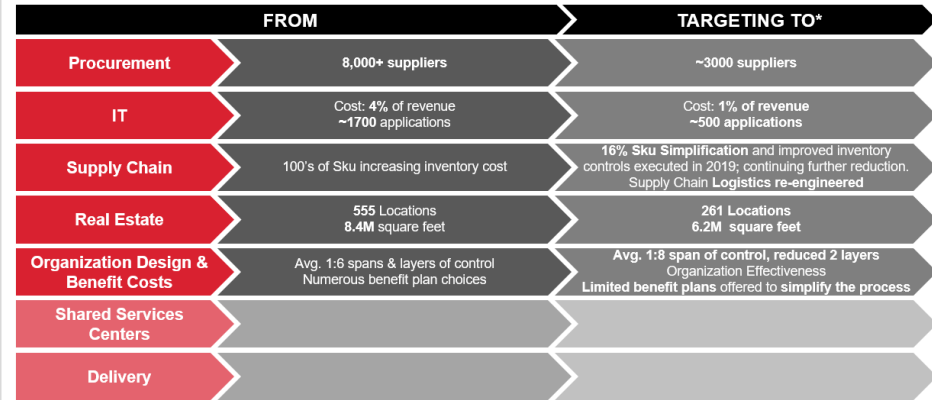 FROM
TARGETING TO*
Procurement
8,000+ suppliers
~3000 suppliers
IT
Cost: 4% of revenue
~1700 applications
Cost: 1% of revenue
~500 applications
Supply Chain
100's of Sku increasing inventory cost
16% Sku Simplification and improved inventory
controls executed in 2019; continuing further reduction.
Supply Chain Logistics re-engineered
Real Estate
555 Locations
8.4M square feet
261 Locations
6.2M square feet
Organization Design &
Benefit Costs
Avg. 1:6 spans & layers of control
Numerous benefit plan choices
Avg. 1:8 span of control, reduced 2 layers
Organization Effectiveness
Limited benefit plans offered to simplify the process
Shared Services
Centers
Delivery